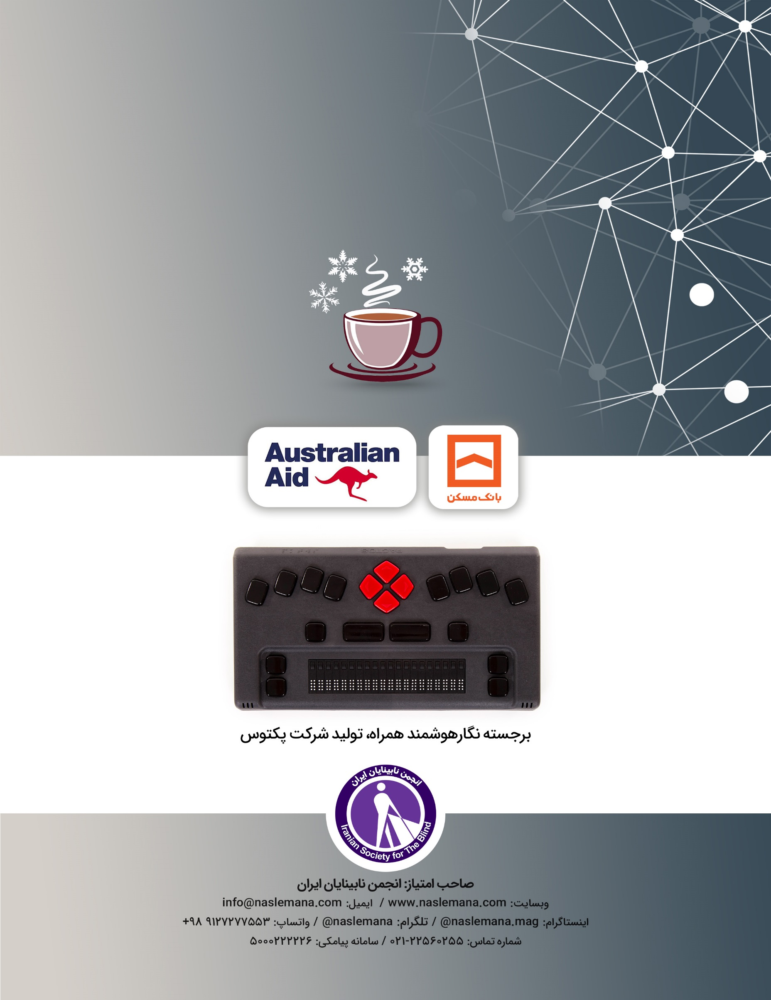 Australian
Aid
بانک مسکن
PACTOS
برجسته نگارهوشمند همراه، تولید شرکت پکتوس
انجمن نابینایان ایران
Iranian Society for The Blind
صاحب امتیاز: انجمن نابینایان ایران
وبسایت: www.naslemana.com / ایمیل: info@naslemana.com
اینستاگرام: @naslemana.mag / تلگرام: @naslemana / واتساپ: ۹۱۲۷۲۷۷۵۵۳ ۹۸+
شماره تماس: ۰۲۱-۲۲۵۶۰۲۵۵ / سامانه پیامکی: ۵۰۰۰۲۲۲۲۲۶